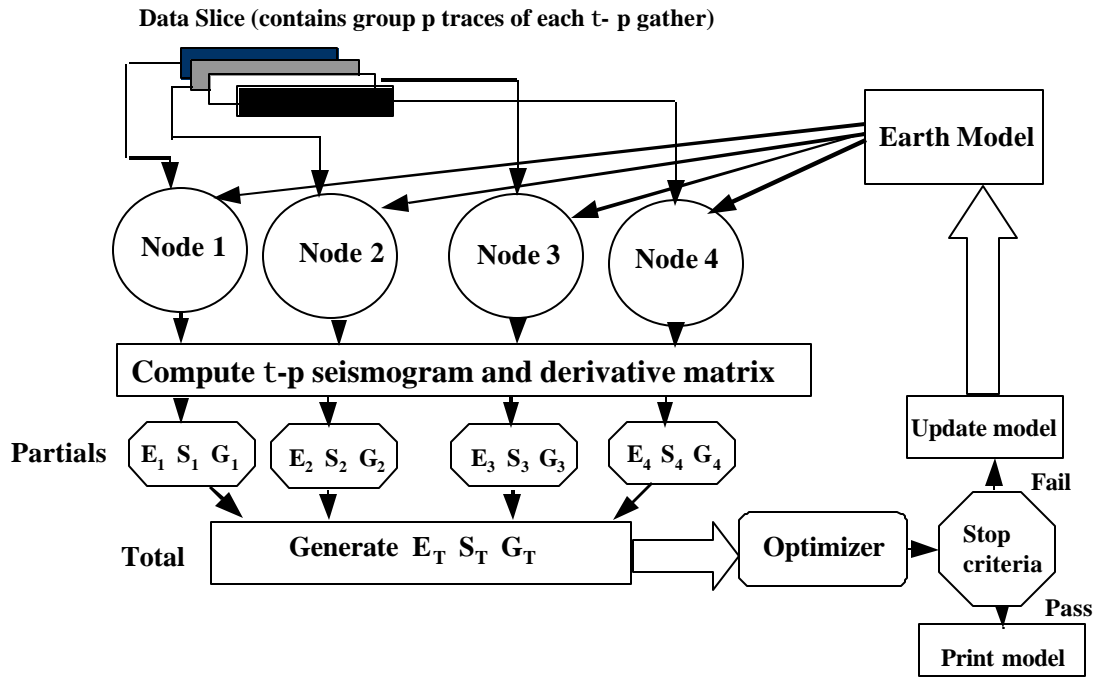 Data Slice (contains group p traces of each t- p gather)
Earth Model
Node 1
Node 2
Node 3
Node 4
Compute t-p seismogram and derivative matrix
Partials
E1 S1 G1
E2 S2 G2
E3 S3 G3
E4 S4 G4
Update model
Fail
Total
Generate ET ST GT
Optimizer
Stop
criteria
Pass
Print model